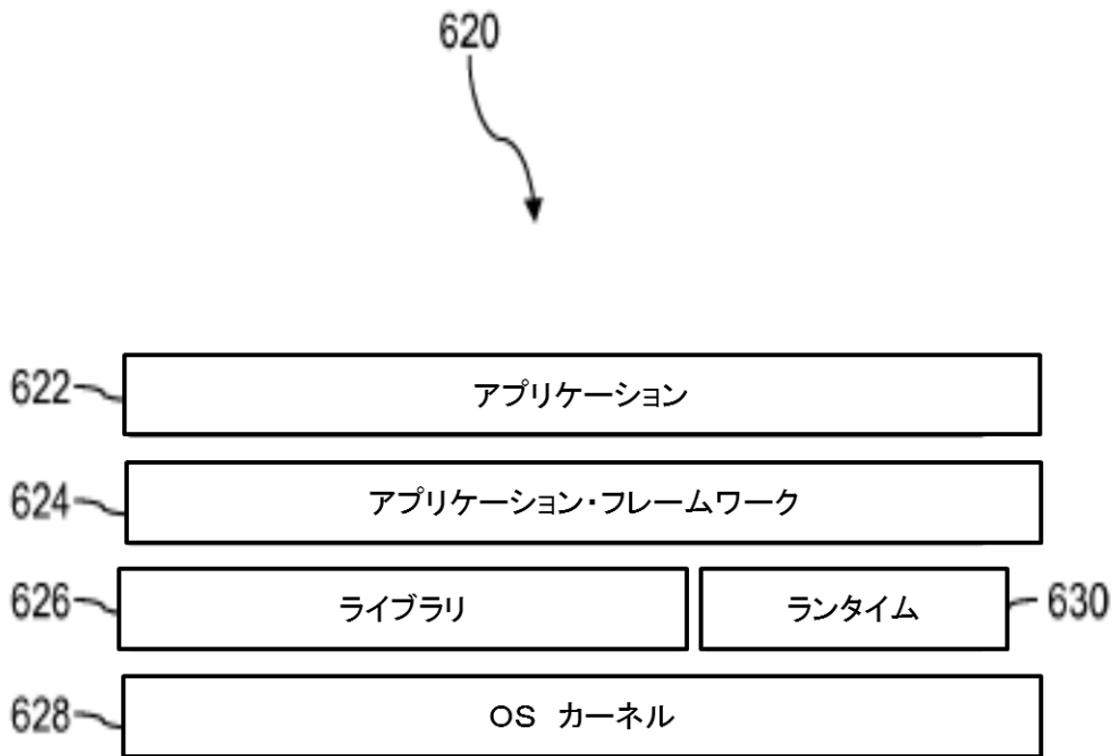 620
622 アプリケーション
624 アプリケーション・フレームワーク
626 ライブラリ ランタイム 630
628 OS カーネル